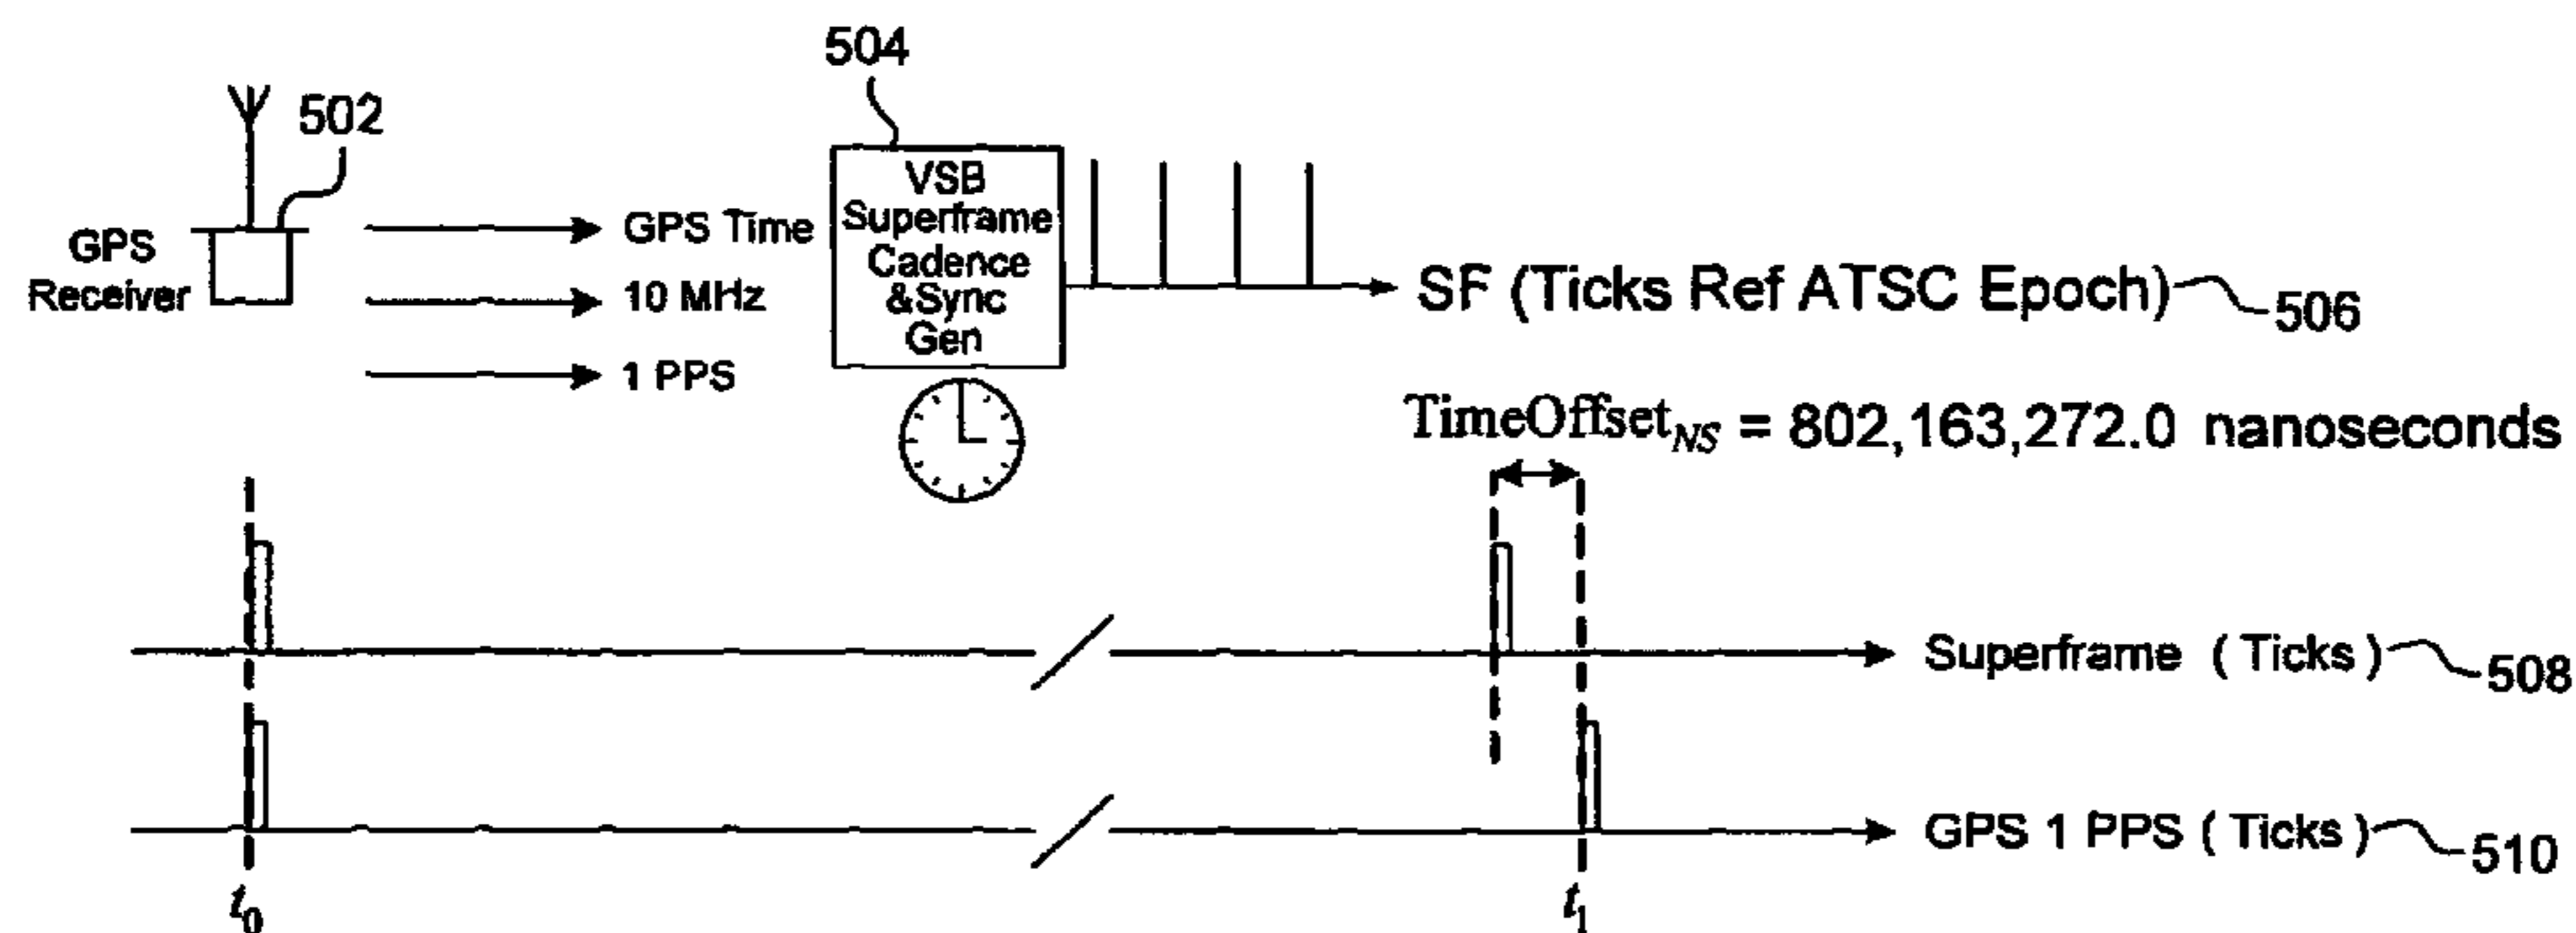 504
502
GPS
Receiver
GPS Time
10 MHz
1 PPS
VSB
Superframe
Cadence
&Sync
Gen
SF (Ticks Ref ATSC Epoch)
506
TimeOffsetNS = 802,163,272.0 nanoseconds
Superframe ( Ticks )
508
GPS 1 PPS ( Ticks )
510
t0
t1